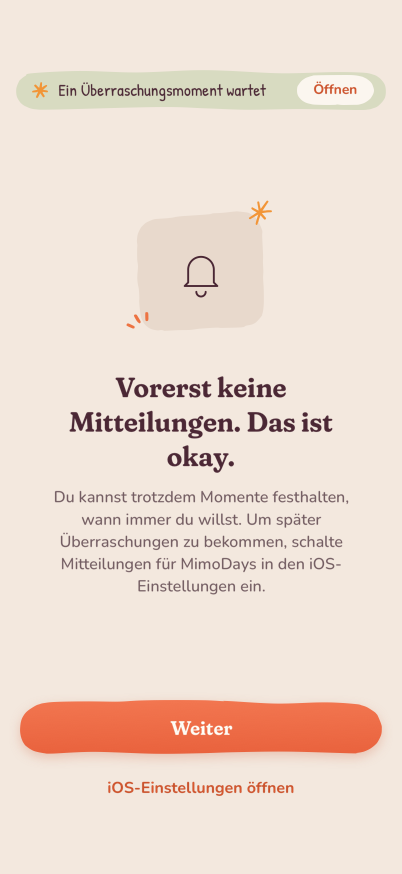 Ein Überraschungsmoment wartet
Öffnen
Vorerst keine
Mitteilungen. Das ist
okay.
Du kannst trotzdem Momente festhalten,
wann immer du willst. Um später
Überraschungen zu bekommen, schalte
Mitteilungen für MimoDays in den iOS-
Einstellungen ein.
Weiter
iOS-Einstellungen öffnen